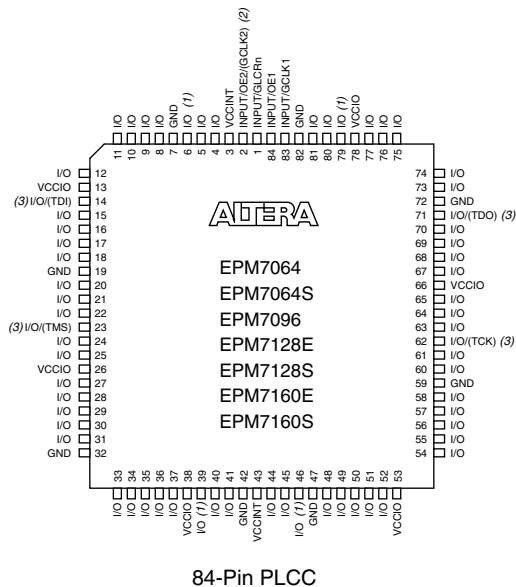 I/O
I/O
I/O
I/O
GND
I/O (1)
I/O
I/O
VCCINT
INPUT/OE2/(GCLK2) (2)
INPUT/GLCRn
INPUT/OE1
INPUT/GCLK1
GND
I/O
I/O
I/O (1)
VCCIO
I/O
I/O
I/O
11 10 9 8 7 6 5 4 3 2 1 84 83 82 81 80 79 78 77 76 75
I/O 12
VCCIO 13
(3) I/O/(TDI) 14
I/O 15
I/O 16
I/O 17
I/O 18
GND 19
I/O 20
I/O 21
I/O 22
(3) I/O/(TMS) 23
I/O 24
I/O 25
VCCIO 26
I/O 27
I/O 28
I/O 29
I/O 30
I/O 31
GND 32
ALTERA
EPM7064
EPM7064S
EPM7096
EPM7128E
EPM7128S
EPM7160E
EPM7160S
74 I/O
73 I/O
72 GND
71 I/O/(TDO) (3)
70 I/O
69 I/O
68 I/O
67 I/O
66 VCCIO
65 I/O
64 I/O
63 I/O
62 I/O/(TCK) (3)
61 I/O
60 I/O
59 GND
58 I/O
57 I/O
56 I/O
55 I/O
54 I/O
33 34 35 36 37 38 39 40 41 42 43 44 45 46 47 48 49 50 51 52 53
I/O
I/O
I/O
I/O
I/O
VCCIO
I/O (1)
I/O
I/O
GND
VCCINT
I/O
I/O
I/O (1)
GND
I/O
I/O
I/O
I/O
I/O
VCCIO
84-Pin PLCC